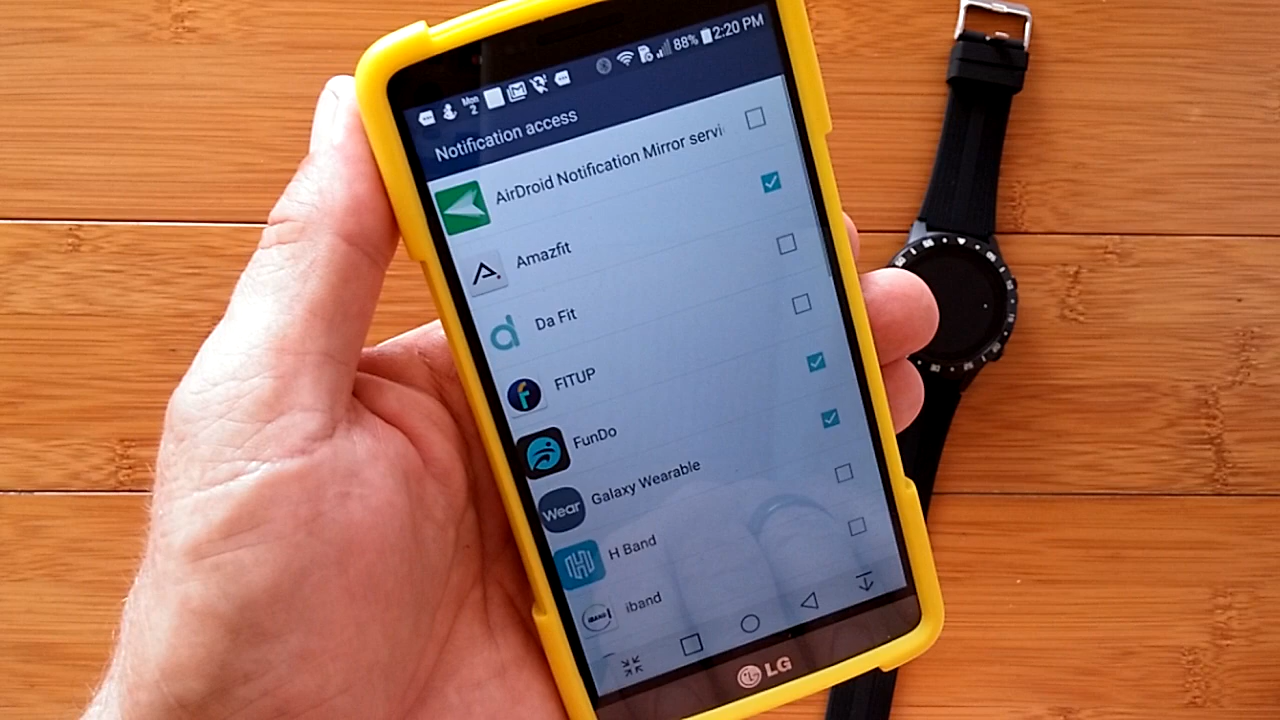 Mon
2
88% 2:20 PM
Notification access
AirDroid Notification Mirror servi
Amazfit
Da Fit
FITUP
FunDo
Wear
Galaxy Wearable
H Band
iBAND
iband
LG